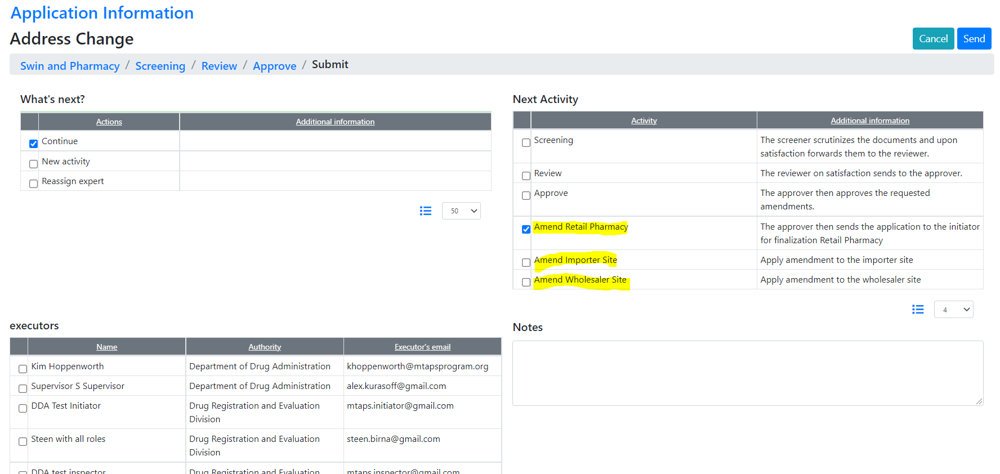 Application Information
Address Change
Cancel
Send
Swin and Pharmacy / Screening / Review / Approve / Submit
What's next?
Actions
Additional information
Continue
New activity
Reassign expert
50
Next Activity
Activity
Additional information
Screening
The screener scrutinizes the documents and upon
satisfaction forwards them to the reviewer.
Review
The reviewer on satisfaction sends to the approver.
Approve
The approver then approves the requested
amendments.
Amend Retail Pharmacy
The approver then sends the application to the initiator
for finalization Retail Pharmacy
Amend Importer Site
Apply amendment to the importer site
Amend Wholesaler Site
Apply amendment to the wholesaler site
4
executors
Name
Authority
Executor's email
Kim Hoppenworth
Department of Drug Administration
khoppenworth@mtapsprogram.org
Supervisor S Supervisor
Department of Drug Administration
alex.kurasoff@gmail.com
DDA Test Initiator
Drug Registration and Evaluation
Division
mtaps.initiator@gmail.com
Steen with all roles
Drug Registration and Evaluation
Division
steen.birna@gmail.com
DDA test inspector
Drug Registration and Evaluation
mtaps.inspector@gmail.com
Notes